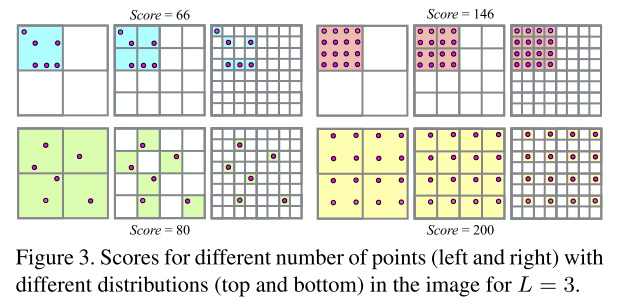 Score = 66
Score = 146
Score = 80
Score = 200
Figure 3. Scores for different number of points (left and right) with
different distributions (top and bottom) in the image for L = 3.